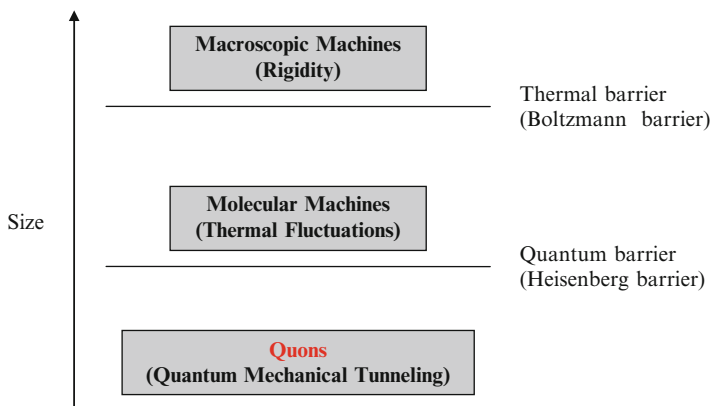 Macroscopic Machines
(Rigidity)
Thermal barrier
(Boltzmann barrier)
Size
Molecular Machines
(Thermal Fluctuations)
Quantum barrier
(Heisenberg barrier)
Quons
(Quantum Mechanical Tunneling)